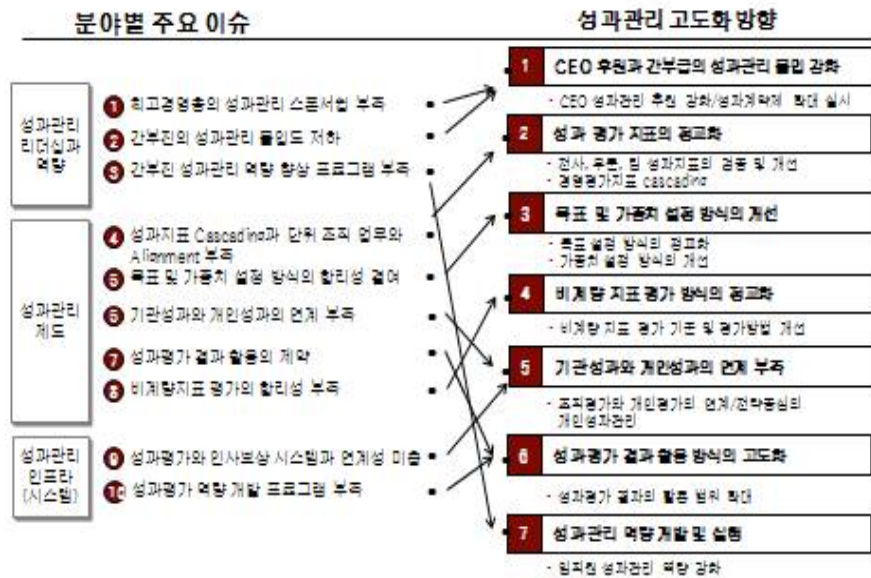 분야별 주요 이슈
성과관리 고도화 방향
성과관리
리더십과
역량
1 최고경영층의 성과관리 스폰서쉽 부족
2 간부진의 성과관리 몰입도 저하
3 간부진 성과관리 역량 향상 프로그램 부족
성과관리
제도
4 성과지표 Cascading과 단위 조직 업무와
Alignment 부족
5 목표 및 가중치 설정 방식의 합리성 결여
6 기관성과와 개인성과의 연계 부족
7 성과평가 결과 활용의 제약
8 비계량지표 평가의 합리성 부족
성과관리
인프라
(시스템)
9 성과평가와 인사보상 시스템과 연계성 미흡
10 성과평가 역량 개발 프로그램 부족
1 CEO 후원과 간부급의 성과관리 몰입 강화
- CEO 성과관리 후원 강화/성과계약제 확대 실시
2 성과 평가 지표의 정교화
- 전사, 부문, 팀 성과지표의 검증 및 개선
- 경영평가지표 cascading
3 목표 및 가중치 설정 방식의 개선
- 목표 설정 방식의 정교화
- 가중치 설정 방식의 개선
4 비계량 지표 평가 방식의 정교화
- 비계량 지표 평가 기준 및 평가방법 개선
5 기관성과와 개인성과의 연계 부족
- 조직평가와 개인평가의 연계/전략중심의
개인성과관리
6 성과평가 결과 활용 방식의 고도화
- 성과평가 결과의 활용 범위 확대
7 성과관리 역량 개발 및 실행
- 임직원 성과관리 역량 강화